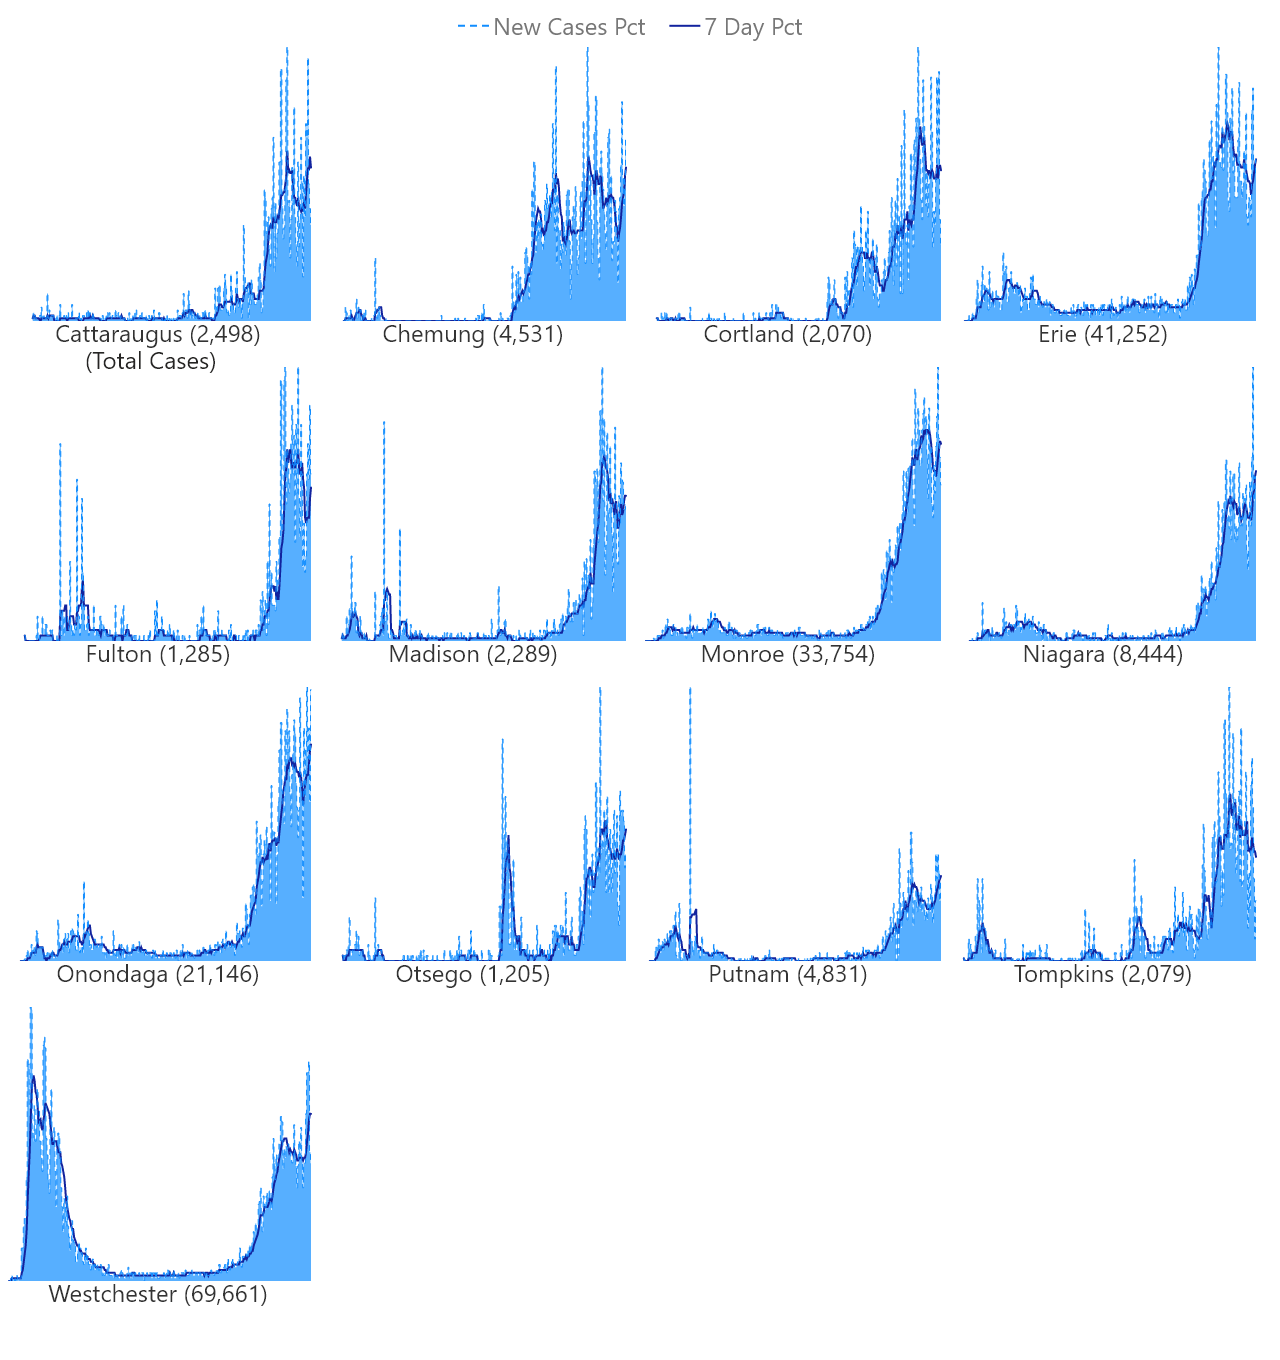 New Cases Pct 7 Day Pct
Cattaraugus (2,498)
(Total Cases)
Chemung (4,531)
Cortland (2,070)
Erie (41,252)
Fulton (1,285)
Madison (2,289)
Monroe (33,754)
Niagara (8,444)
Onondaga (21,146)
Otsego (1,205)
Putnam (4,831)
Tompkins (2,079)
Westchester (69,661)